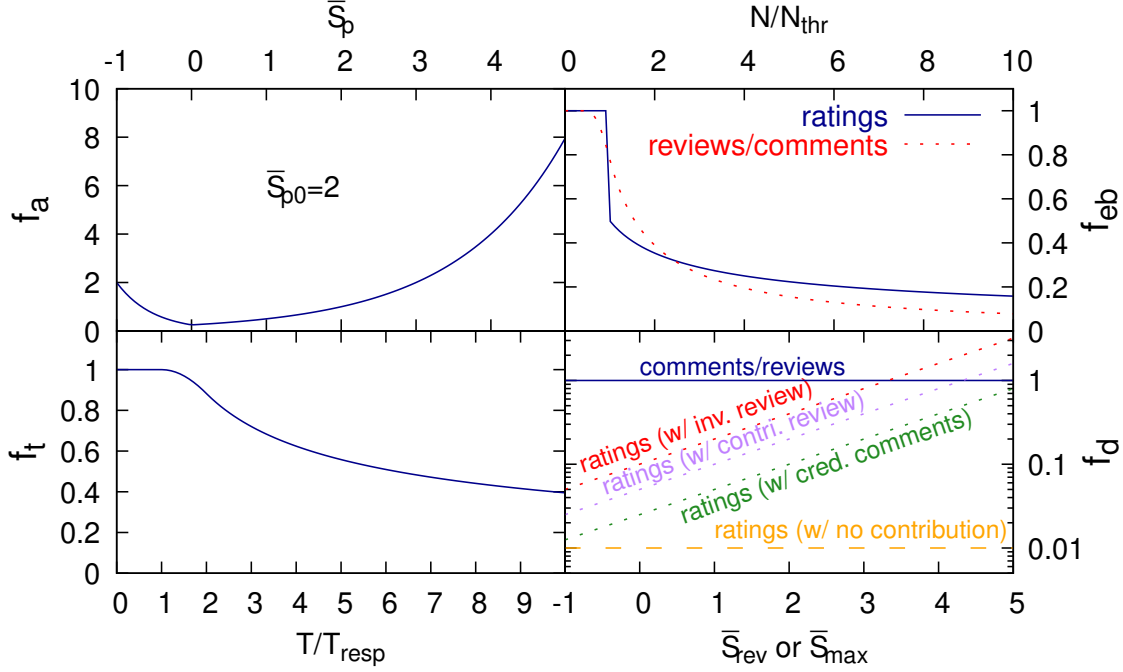 S̅p
N/Nthr
-1 0 1 2 3 4
0 2 4 6 8 10
10
8
6
4
2
0
fa
S̅p0=2
ratings
reviews/comments
1
0.8
0.6
0.4
0.2
0
feb
1
0.8
0.6
0.4
0.2
0
ft
comments/reviews
ratings (w/ inv. review)
ratings (w/ contri. review)
ratings (w/ cred. comments)
ratings (w/ no contribution)
1
0.1
0.01
fd
0 1 2 3 4 5 6 7 8 9
-1 0 1 2 3 4 5
T/Tresp
S̅rev or S̅max